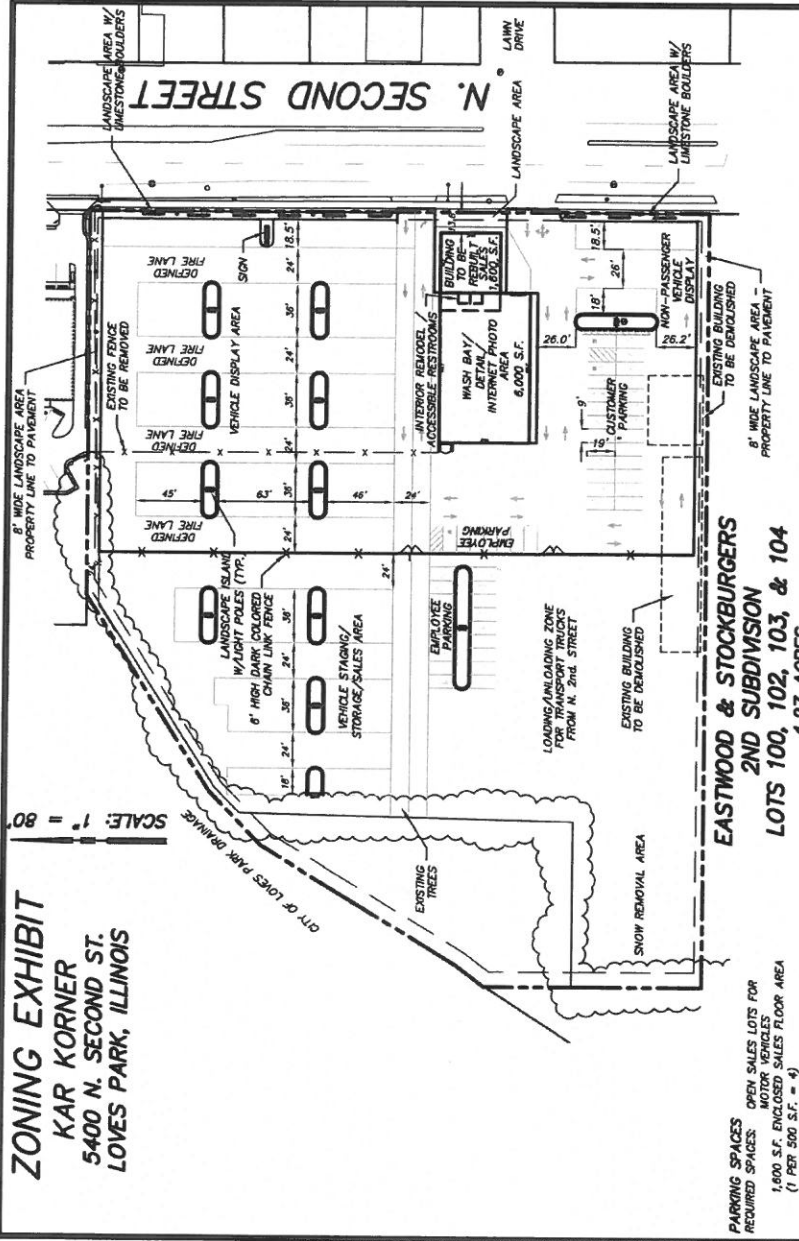 ZONING EXHIBIT
KAR KORNER
5400 N. SECOND ST.
LOVES PARK, ILLINOIS
SCALE: 1" = 80'
8' WIDE LANDSCAPE AREA
PROPERTY LINE TO PAVEMENT
LANDSCAPE AREA W/
LIMESTONE BOULDERS
N. SECOND STREET
LAWN
DRIVE
LANDSCAPE AREA
LANDSCAPE AREA W/
LIMESTONE BOULDERS
EXISTING FENCE
TO BE REMOVED
DEFINED
FIRE LANE
DEFINED
FIRE LANE
DEFINED
FIRE LANE
DEFINED
FIRE LANE
SIGN
18.5'
24'
36'
24'
36'
24'
36'
24'
VEHICLE DISPLAY AREA
45'
63'
46'
24'
LANDSCAPE ISLAND
W/LIGHT POLES (TYP.)
6' HIGH DARK COLORED
CHAIN LINK FENCE
36'
24'
36'
24'
18'
24'
VEHICLE STAGING/
STORAGE/SALES AREA
INTERIOR REMODEL/
ACCESSIBLE RESTROOMS
BUILDING
TO BE
REBUILT
SALES
1,600 S.F.
WASH BAY/
DETAIL/
INTERNET PHOTO
AREA
6,000 S.F.
EMPLOYEE
PARKING
EMPLOYEE
PARKING
26.0'
26.2'
18.5'
26'
18'
9'
19'
CUSTOMER
PARKING
NON-PASSENGER
VEHICLE
DISPLAY
LOADING/UNLOADING ZONE
FOR TRANSPORT TRUCKS
FROM N. 2nd. STREET
EXISTING BUILDING
TO BE DEMOLISHED
EXISTING BUILDING
TO BE DEMOLISHED
8' WIDE LANDSCAPE AREA -
PROPERTY LINE TO PAVEMENT
CITY OF LOVES PARK DRAINAGE
EXISTING
TREES
SNOW REMOVAL AREA
EASTWOOD & STOCKBURGERS
2ND SUBDIVISION
LOTS 100, 102, 103, & 104
PARKING SPACES
REQUIRED SPACES: OPEN SALES LOTS FOR
MOTOR VEHICLES
1,600 S.F. ENCLOSED SALES FLOOR AREA
(1 PER 500 S.F. = 4)